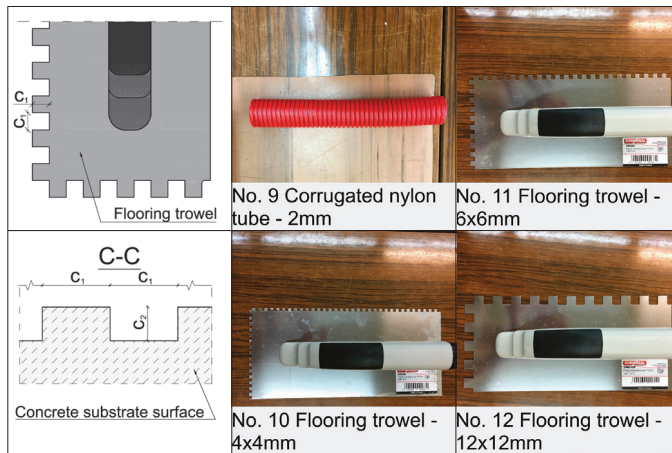 C₁
C₁
Flooring trowel
No. 9 Corrugated nylon
tube - 2mm
No. 11 Flooring trowel -
6x6mm
C-C
C₁
C₁
C₂
Concrete substrate surface
No. 10 Flooring trowel -
4x4mm
No. 12 Flooring trowel -
12x12mm